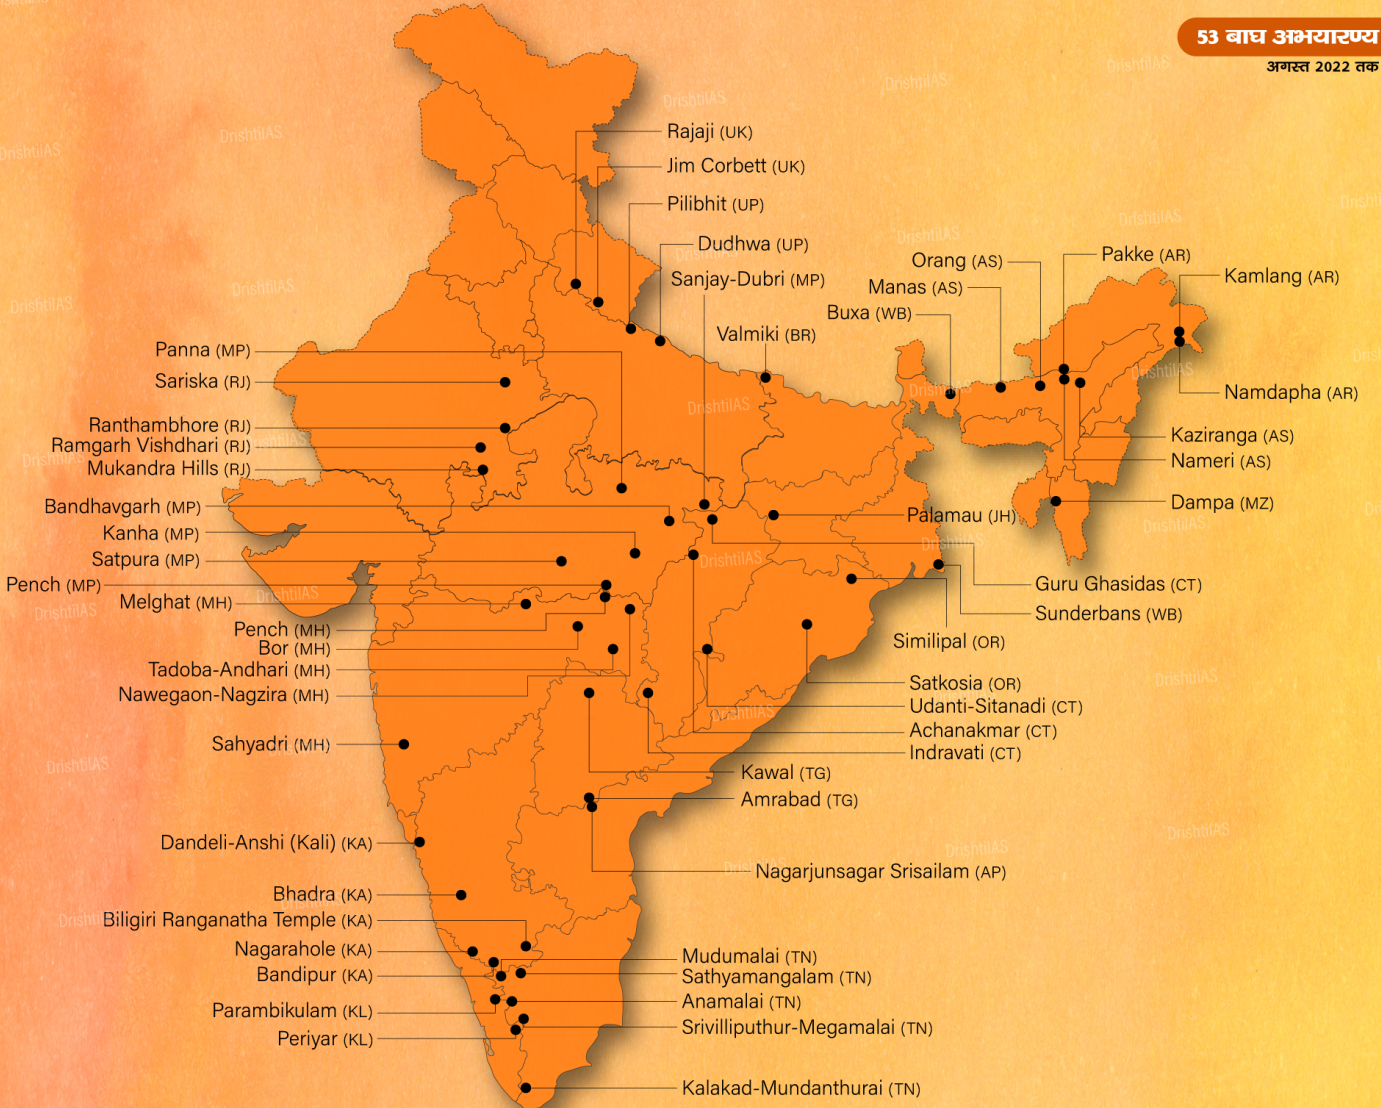 53 बाघ अभयारण्य
अगस्त 2022 तक
Rajaji (UK)
Jim Corbett (UK)
Pilibhit (UP)
Dudhwa (UP)
Sanjay-Dubri (MP)
Valmiki (BR)
Orang (AS)
Manas (AS)
Buxa (WB)
Pakke (AR)
Kamlang (AR)
Namdapha (AR)
Kaziranga (AS)
Nameri (AS)
Dampa (MZ)
Panna (MP)
Sariska (RJ)
Ranthambhore (RJ)
Ramgarh Vishdhari (RJ)
Mukandra Hills (RJ)
Bandhavgarh (MP)
Kanha (MP)
Satpura (MP)
Pench (MP)
Melghat (MH)
Pench (MH)
Bor (MH)
Tadoba-Andhari (MH)
Nawegaon-Nagzira (MH)
Sahyadri (MH)
Palamau (JH)
Guru Ghasidas (CT)
Sunderbans (WB)
Similipal (OR)
Satkosia (OR)
Udanti-Sitanadi (CT)
Achanakmar (CT)
Indravati (CT)
Kawal (TG)
Amrabad (TG)
Nagarjunsagar Srisailam (AP)
Dandeli-Anshi (Kali) (KA)
Bhadra (KA)
Biligiri Ranganatha Temple (KA)
Nagarahole (KA)
Bandipur (KA)
Parambikulam (KL)
Periyar (KL)
Mudumalai (TN)
Sathyamangalam (TN)
Anamalai (TN)
Srivilliputhur-Megamalai (TN)
Kalakad-Mundanthurai (TN)
DrishtiIAS